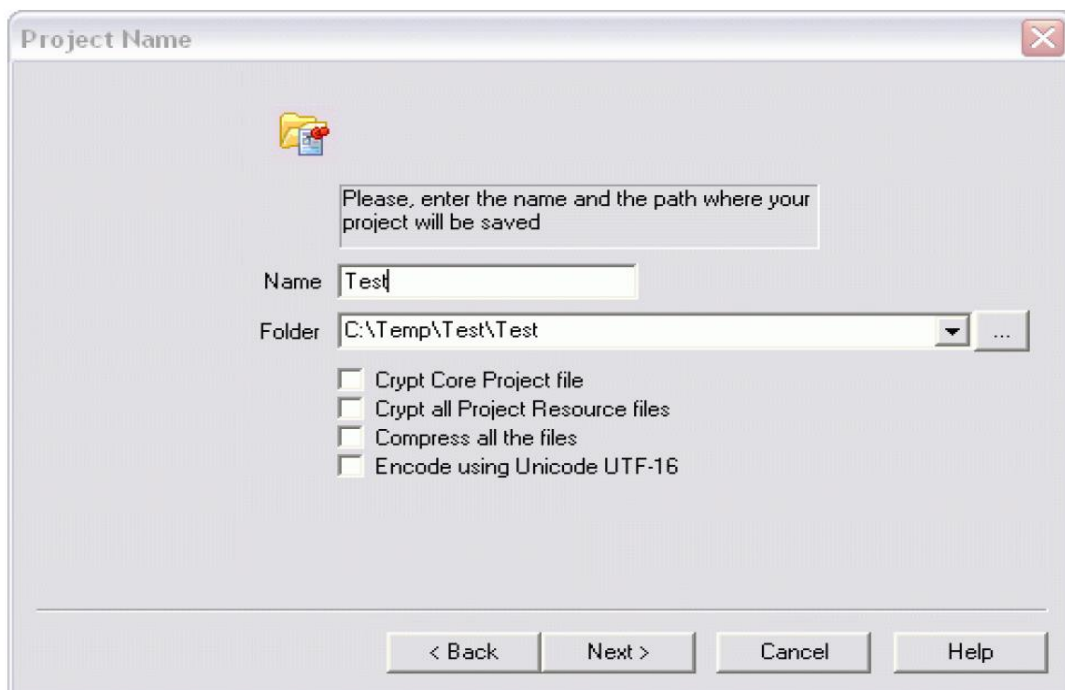 Project Name
Please, enter the name and the path where your
project will be saved
Name Test
Folder C:\Temp\Test\Test ...
Crypt Core Project file
Crypt all Project Resource files
Compress all the files
Encode using Unicode UTF-16
< Back Next > Cancel Help